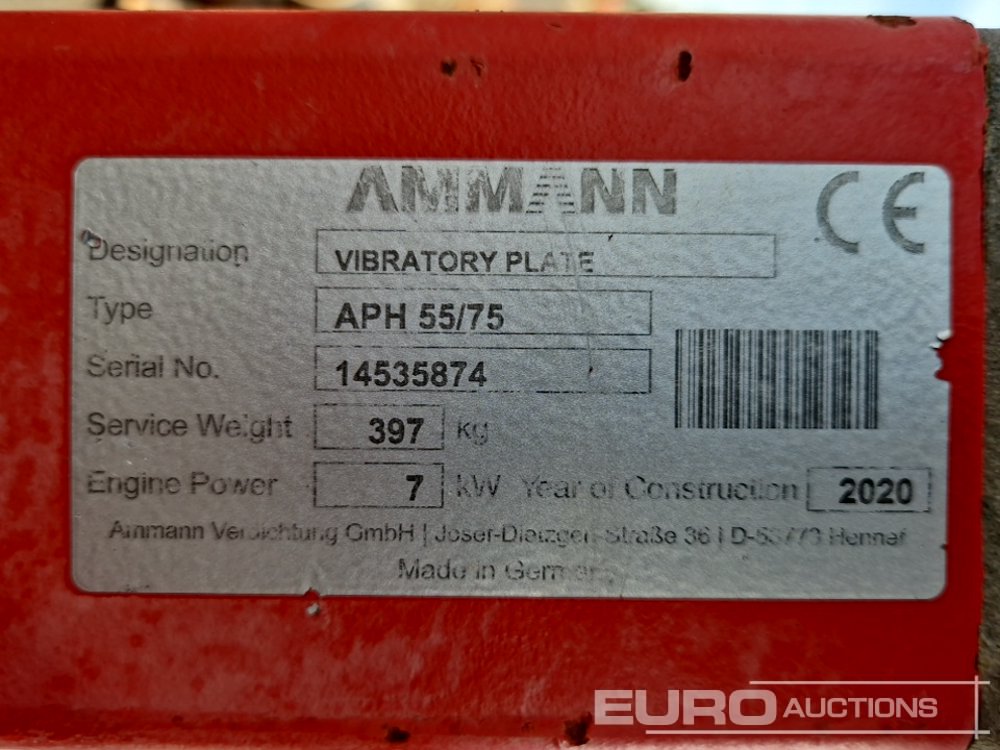 AMMANN
CE
Designation VIBRATORY PLATE
Type APH 55/75
Serial No. 14535874
Service Weight 397 kg
Engine Power 7 kW Year of Construction 2020
Ammann Verdichtung GmbH | Josef-Dietzgen-Straße 36 | D-53773 Hennef
Made in Germany
EURO AUCTIONS